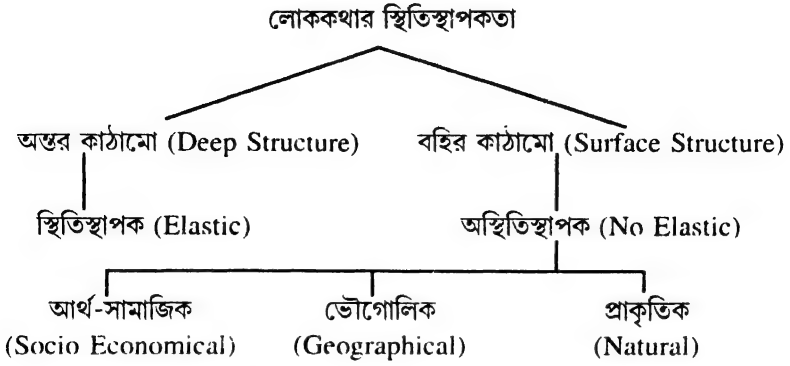 লোককথার স্থিতিস্থাপকতা
অন্তর কাঠামো (Deep Structure) বহির কাঠামো (Surface Structure)
স্থিতিস্থাপক (Elastic) অস্থিতিস্থাপক (No Elastic)
আর্থ-সামাজিক ভৌগোলিক প্রাকৃতিক
(Socio Economical) (Geographical) (Natural)